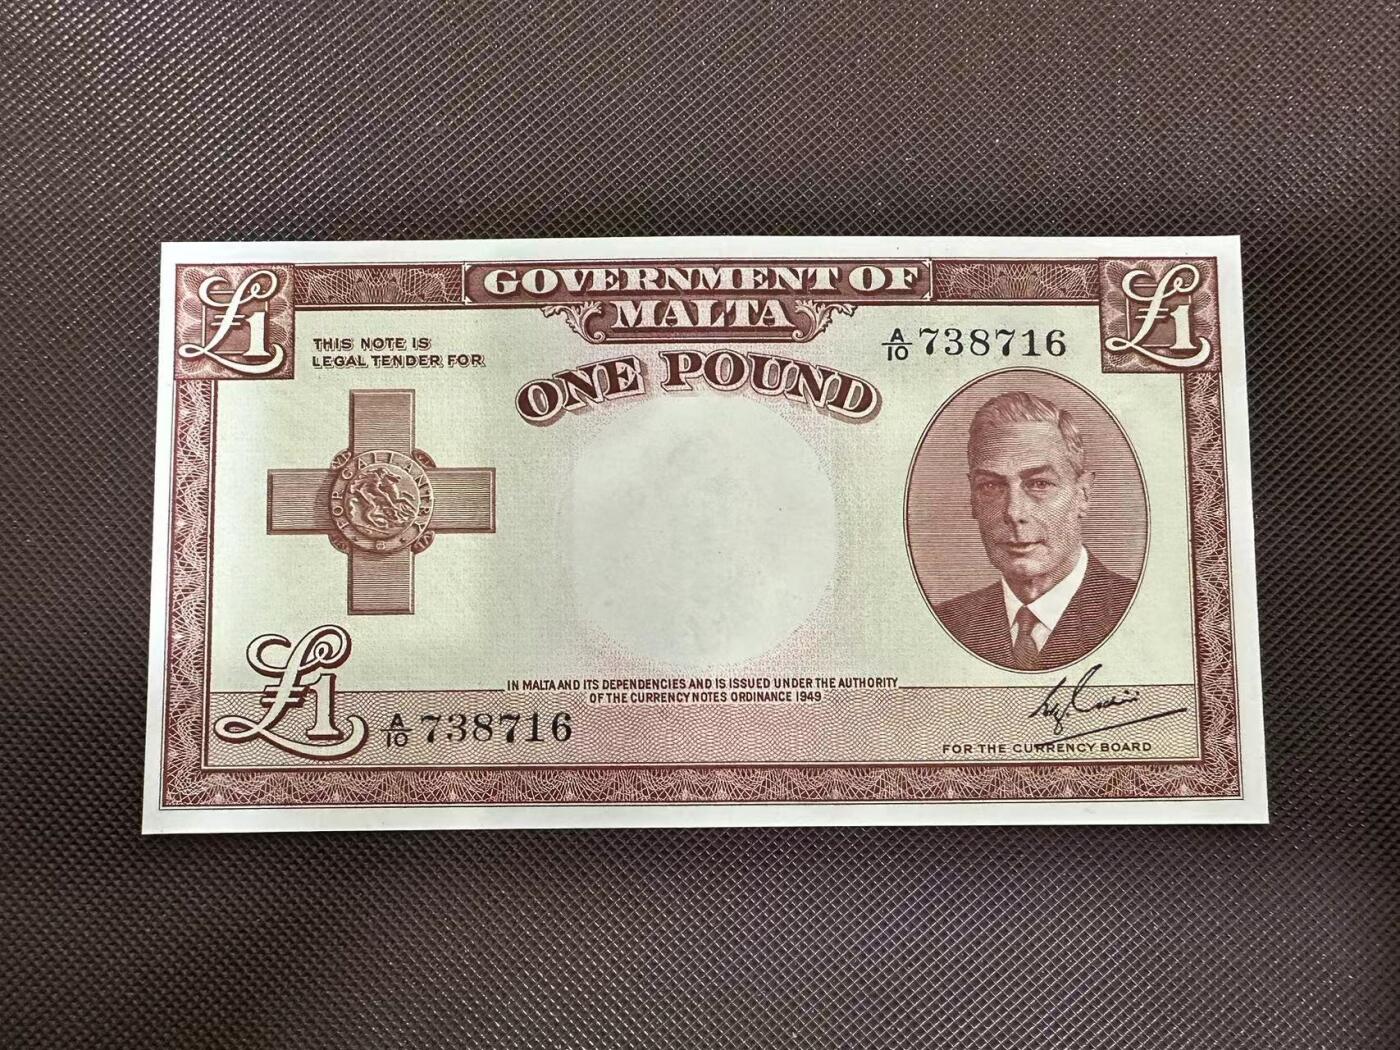 £1
GOVERNMENT OF
MALTA
£1
THIS NOTE IS
LEGAL TENDER FOR
A/10 738716
ONE POUND
FOR GALLANTRY
IN MALTA AND ITS DEPENDENCIES AND IS ISSUED UNDER THE AUTHORITY
OF THE CURRENCY NOTES ORDINANCE 1949
£1
A/10 738716
FOR THE CURRENCY BOARD